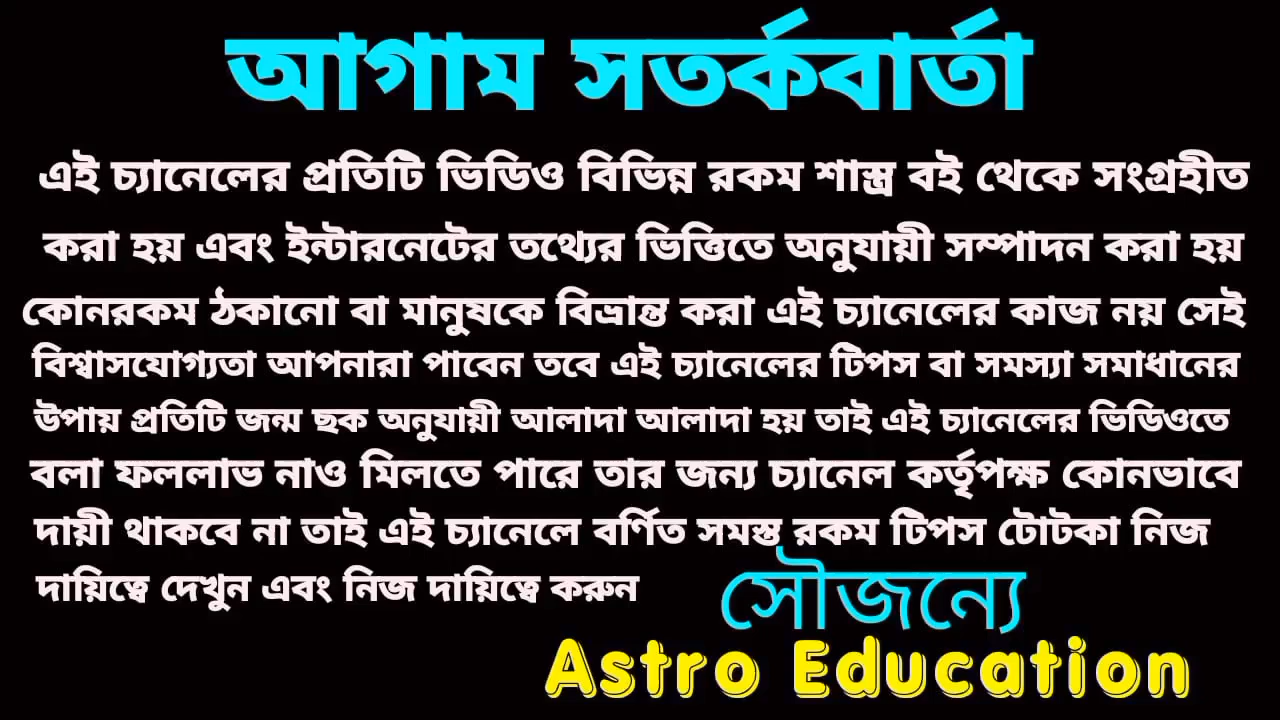 আগাম সতর্কবার্তা
এই চ্যানেলের প্রতিটি ভিডিও বিভিন্ন রকম শাস্ত্র বই থেকে সংগ্রহীত
করা হয় এবং ইন্টারনেটের তথ্যের ভিত্তিতে অনুযায়ী সম্পাদন করা হয়
কোনরকম ঠকানো বা মানুষকে বিভ্রান্ত করা এই চ্যানেলের কাজ নয় সেই
বিশ্বাসযোগ্যতা আপনারা পাবেন তবে এই চ্যানেলের টিপস বা সমস্যা সমাধানের
উপায় প্রতিটি জন্ম ছক অনুযায়ী আলাদা আলাদা হয় তাই এই চ্যানেলের ভিডিওতে
বলা ফললাভ নাও মিলতে পারে তার জন্য চ্যানেল কর্তৃপক্ষ কোনভাবে
দায়ী থাকবে না তাই এই চ্যানেলে বর্ণিত সমস্ত রকম টিপস টোটকা নিজ
দায়িত্বে দেখুন এবং নিজ দায়িত্বে করুন
সৌজন্যে
Astro Education